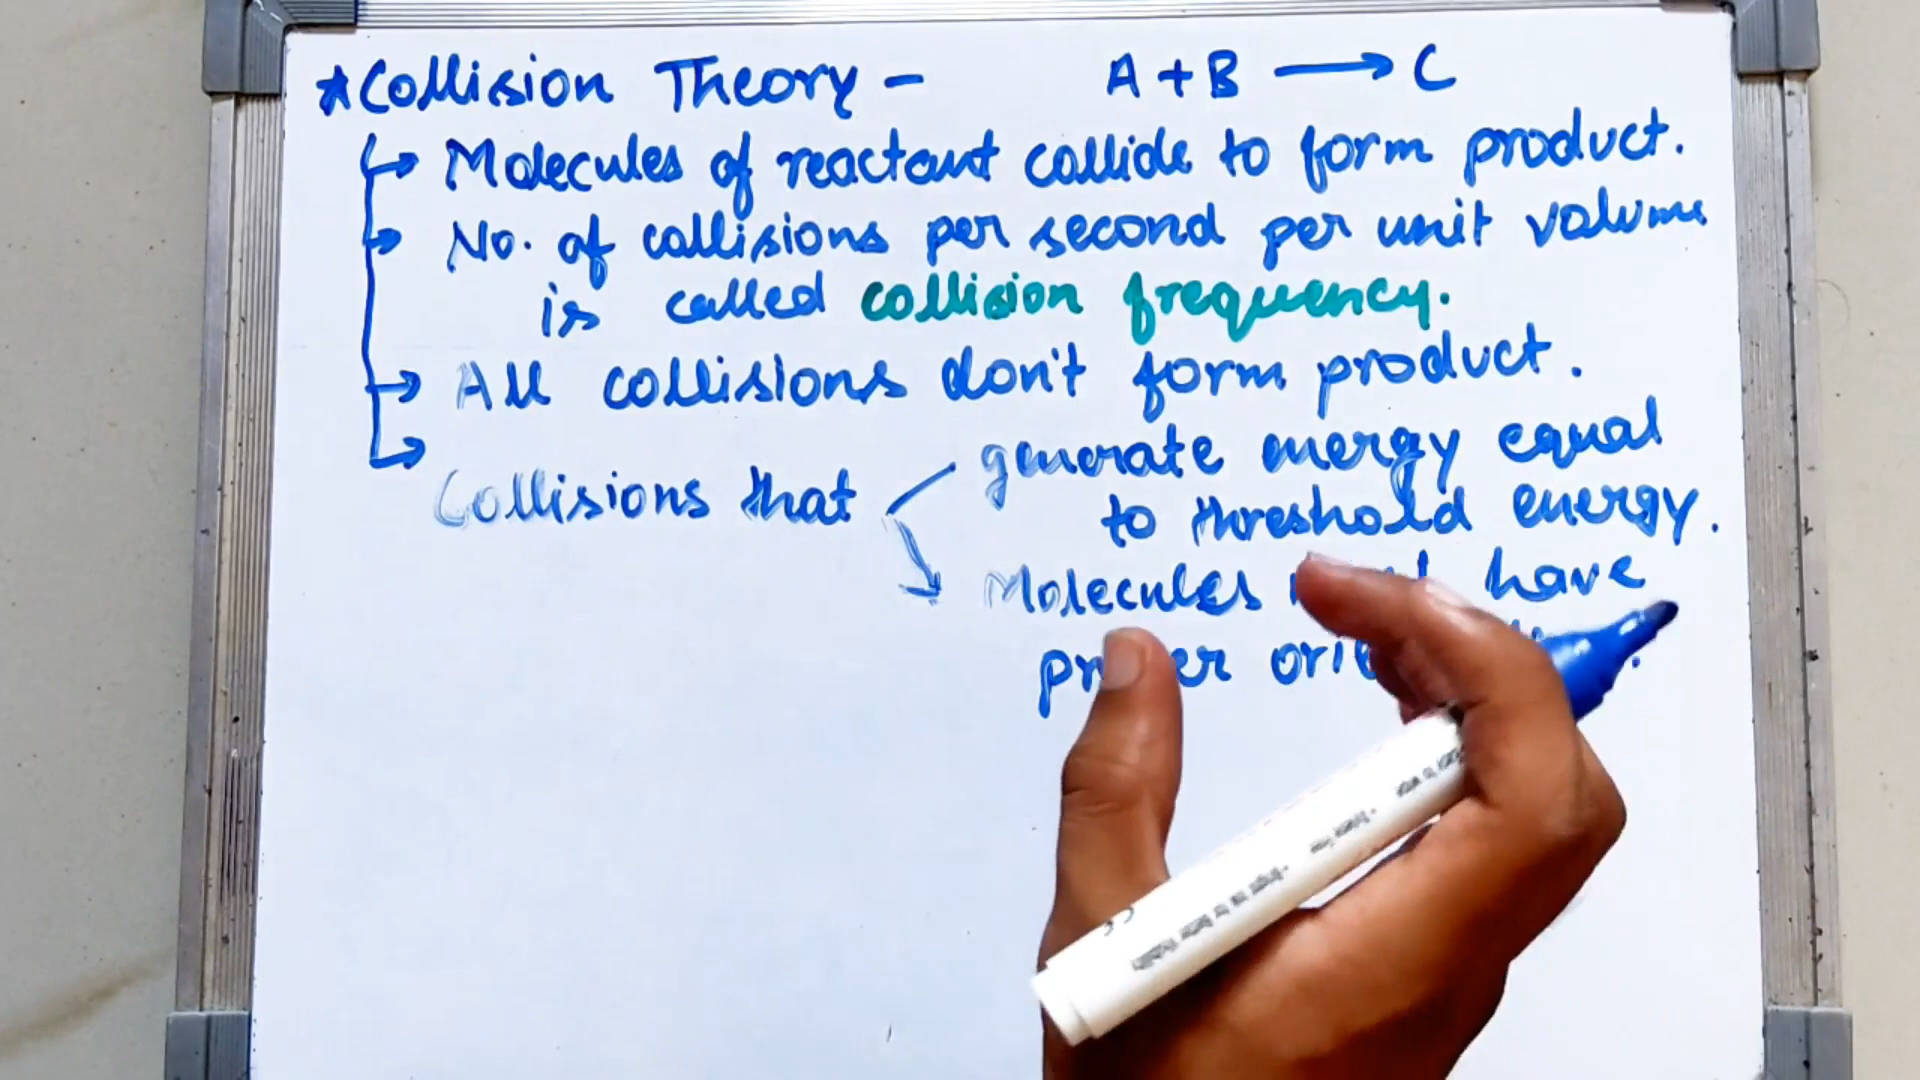 *Collision Theory - A + B → C
→ Molecules of reactant collide to form product.
→ No. of collisions per second per unit volume
is called collision frequency.
→ All collisions don't form product.
→ Collisions that
generate energy equal
to threshold energy.
→ Molecules have